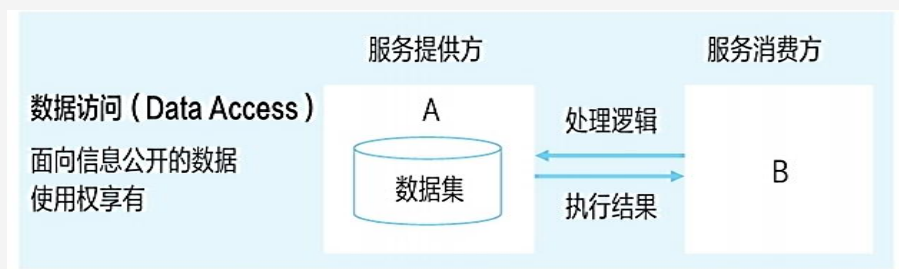 服务提供方
服务消费方
数据访问（Data Access）
面向信息公开的数据
使用权享有
A
数据集
处理逻辑
执行结果
B